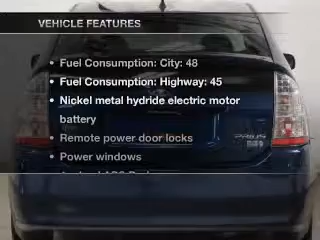 VEHICLE FEATURES
• Fuel Consumption: City: 48
• Fuel Consumption: Highway: 45
• Nickel metal hydride electric motor
battery
• Remote power door locks
• Power windows
PRIUS